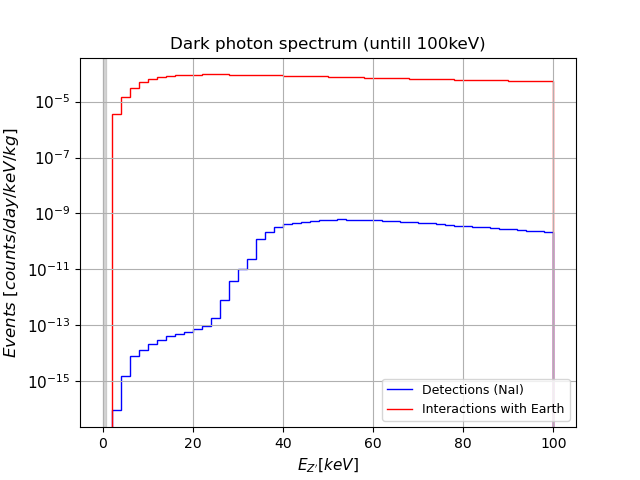 Dark photon spectrum (untill 100keV)
Events [counts/day/keV/kg]
10⁻⁵
10⁻⁷
10⁻⁹
10⁻¹¹
10⁻¹³
10⁻¹⁵
Detections (NaI)
Interactions with Earth
0 20 40 60 80 100
E_{Z'}[keV]